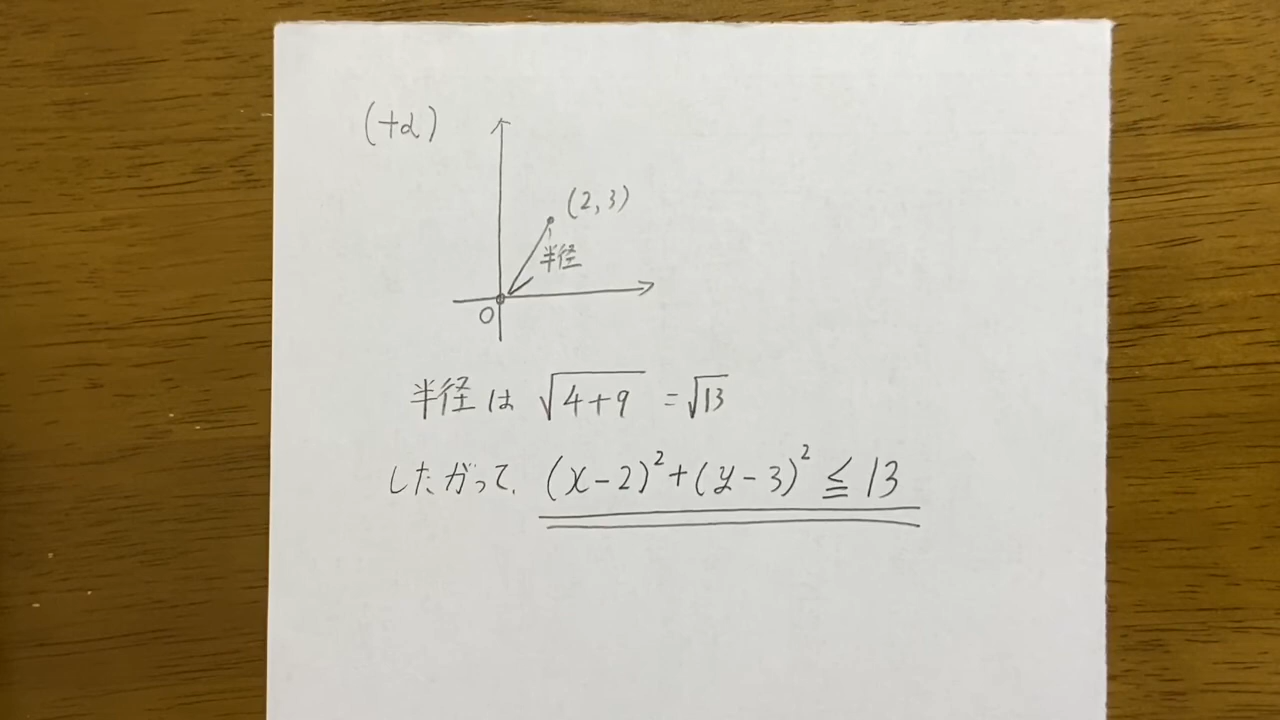 (+α)
(2,3)
半径
O
半径は √4+9 = √13
したがって、(x-2)²+(y-3)² ≦ 13